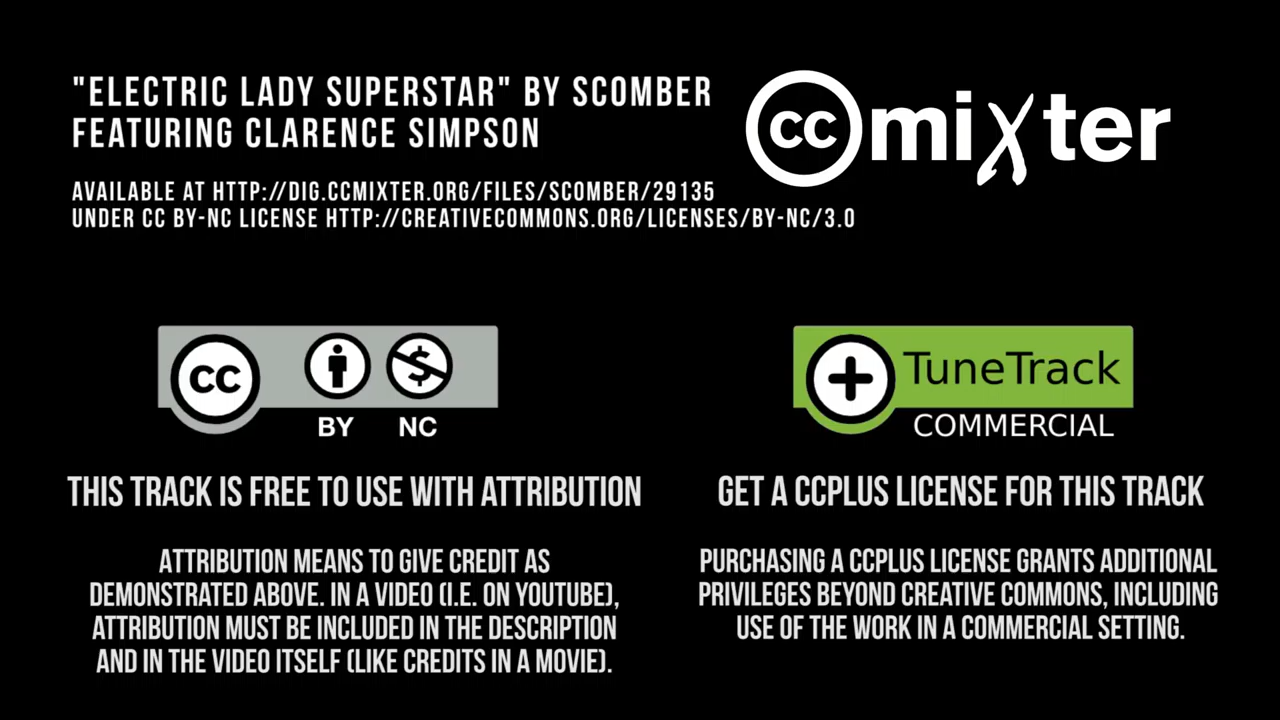 "ELECTRIC LADY SUPERSTAR" BY SCOMBER
FEATURING CLARENCE SIMPSON
cc mixter
AVAILABLE AT HTTP://DIG.CCMIXTER.ORG/FILES/SCOMBER/29135
UNDER CC BY-NC LICENSE HTTP://CREATIVECOMMONS.ORG/LICENSES/BY-NC/3.0
cc
$
BY NC
THIS TRACK IS FREE TO USE WITH ATTRIBUTION
ATTRIBUTION MEANS TO GIVE CREDIT AS
DEMONSTRATED ABOVE. IN A VIDEO (I.E. ON YOUTUBE),
ATTRIBUTION MUST BE INCLUDED IN THE DESCRIPTION
AND IN THE VIDEO ITSELF (LIKE CREDITS IN A MOVIE).
+ TuneTrack
COMMERCIAL
GET A CCPLUS LICENSE FOR THIS TRACK
PURCHASING A CCPLUS LICENSE GRANTS ADDITIONAL
PRIVILEGES BEYOND CREATIVE COMMONS, INCLUDING
USE OF THE WORK IN A COMMERCIAL SETTING.